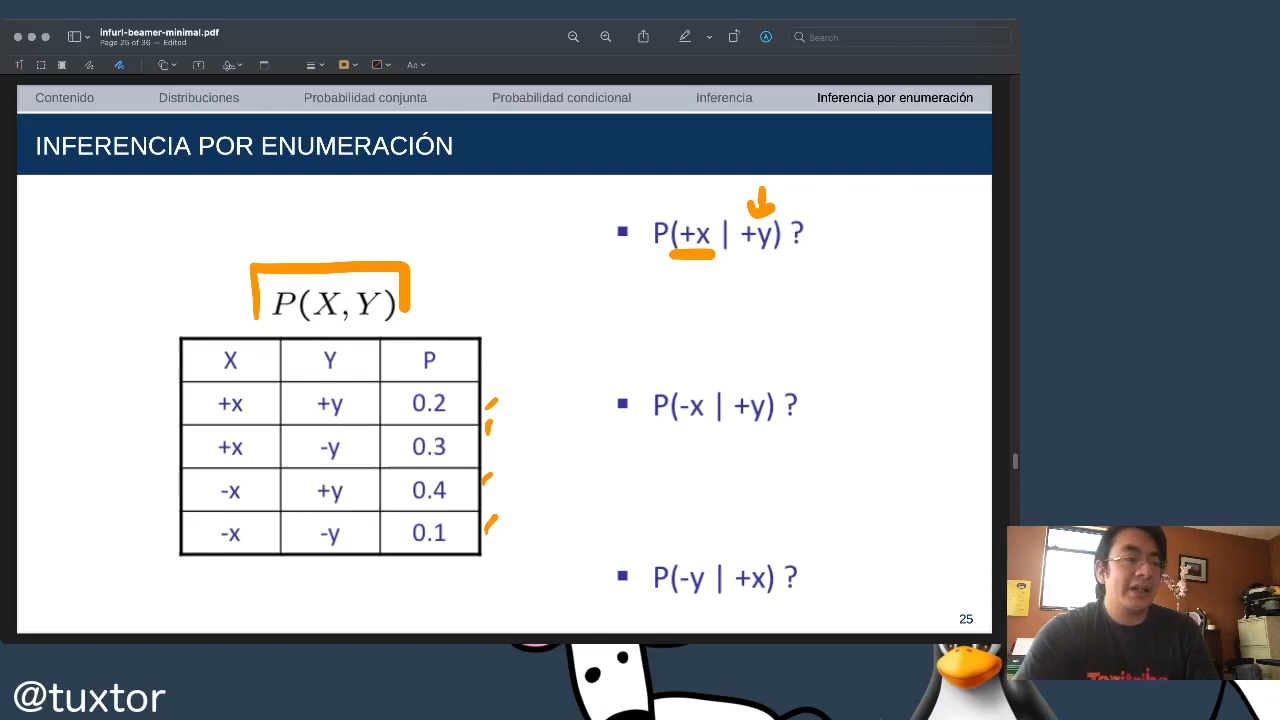 infurl-beamer-minimal.pdf
Page 25 of 36 — Edited
Search
Aa
Contenido Distribuciones Probabilidad conjunta Probabilidad condicional Inferencia Inferencia por enumeración
INFERENCIA POR ENUMERACIÓN
P(X, Y)
X Y P
+x +y 0.2
+x -y 0.3
-x +y 0.4
-x -y 0.1
▪ P(+x | +y) ?
▪ P(-x | +y) ?
▪ P(-y | +x) ?
25
@tuxtor